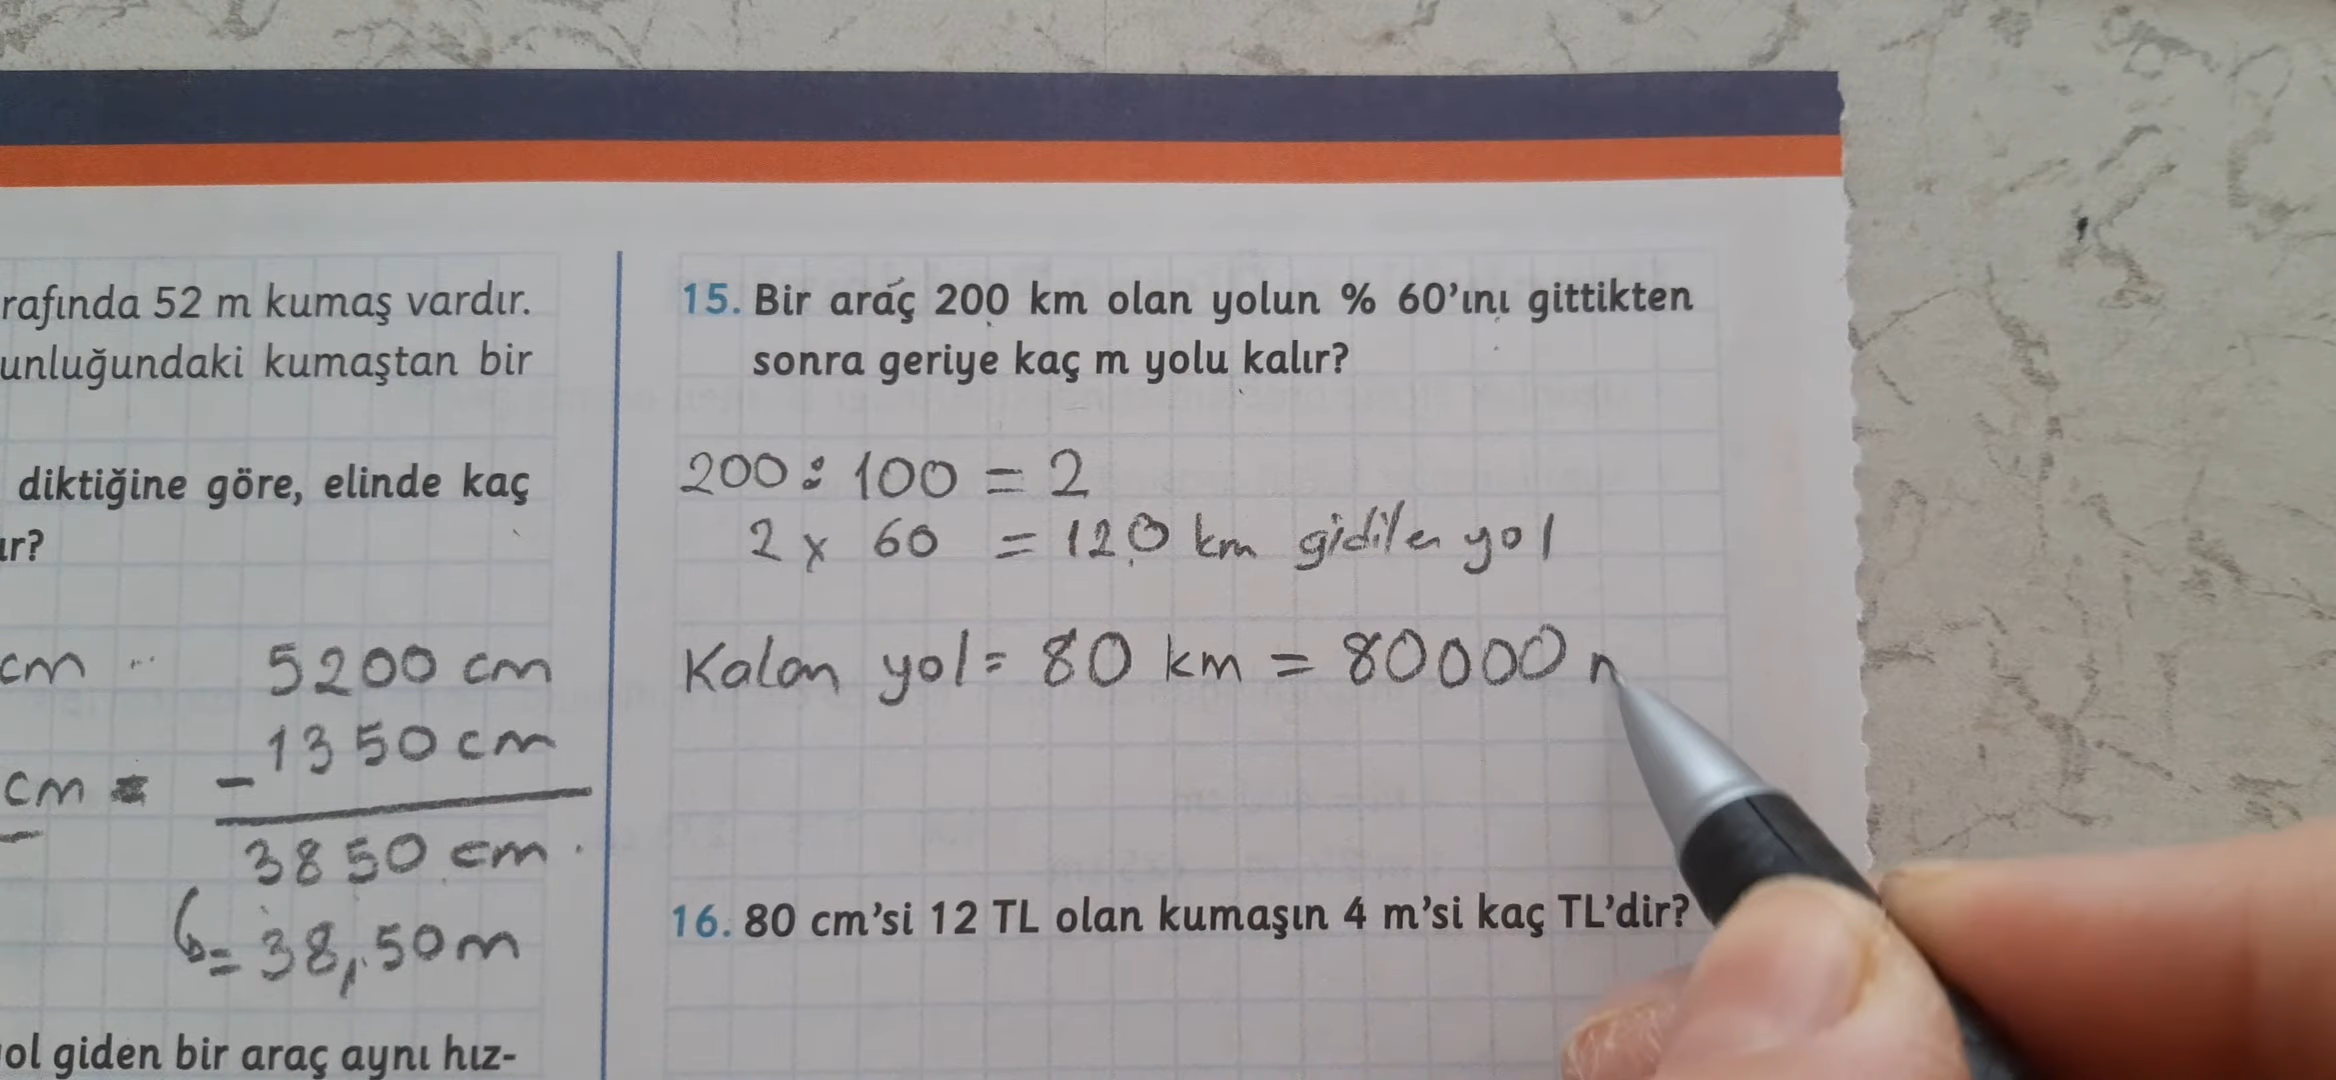 rafında 52 m kumaş vardır.
unluğundaki kumaştan bir
diktiğine göre, elinde kaç
ır?
cm 5200 cm
cm = - 1350 cm
3850 cm
= 38,50 m
ol giden bir araç aynı hız-
15. Bir araç 200 km olan yolun % 60'ını gittikten
sonra geriye kaç m yolu kalır?
200 : 100 = 2
2 x 60 = 120 km gidilen yol
Kalan yol = 80 km = 80000
16. 80 cm'si 12 TL olan kumaşın 4 m'si kaç TL'dir?